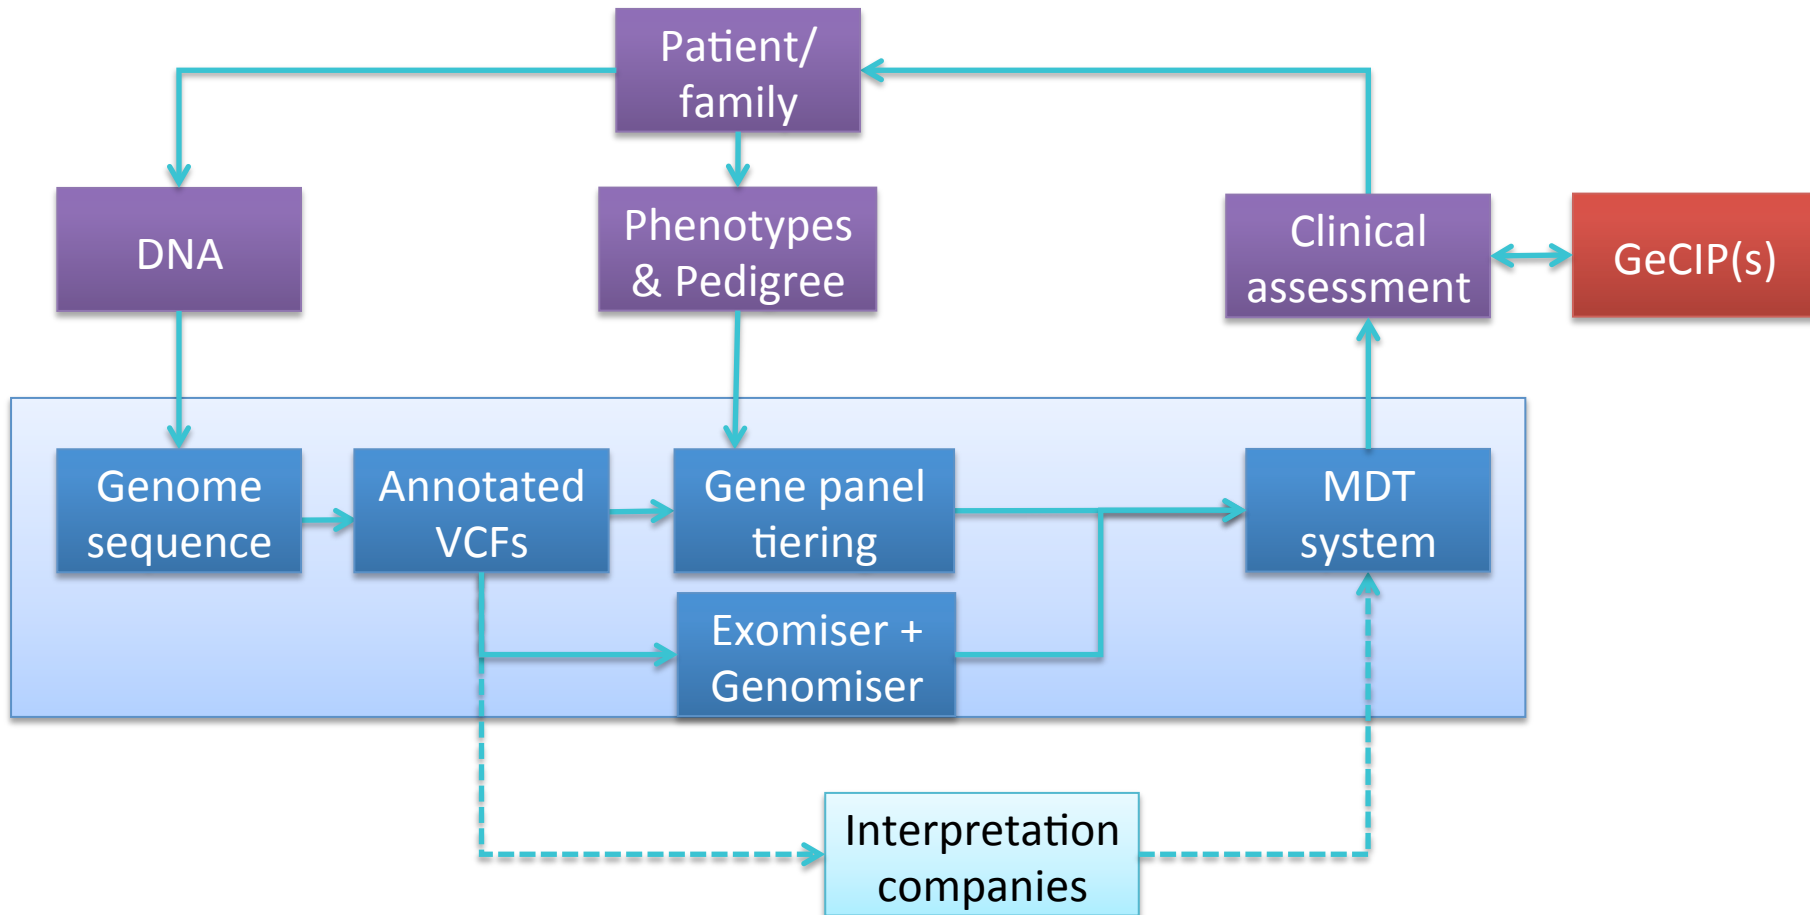 Patient/
family
DNA
Phenotypes
& Pedigree
Clinical
assessment
GeCIP(s)
Genome
sequence
Annotated
VCFs
Gene panel
tiering
MDT
system
Exomiser +
Genomiser
Interpretation
companies